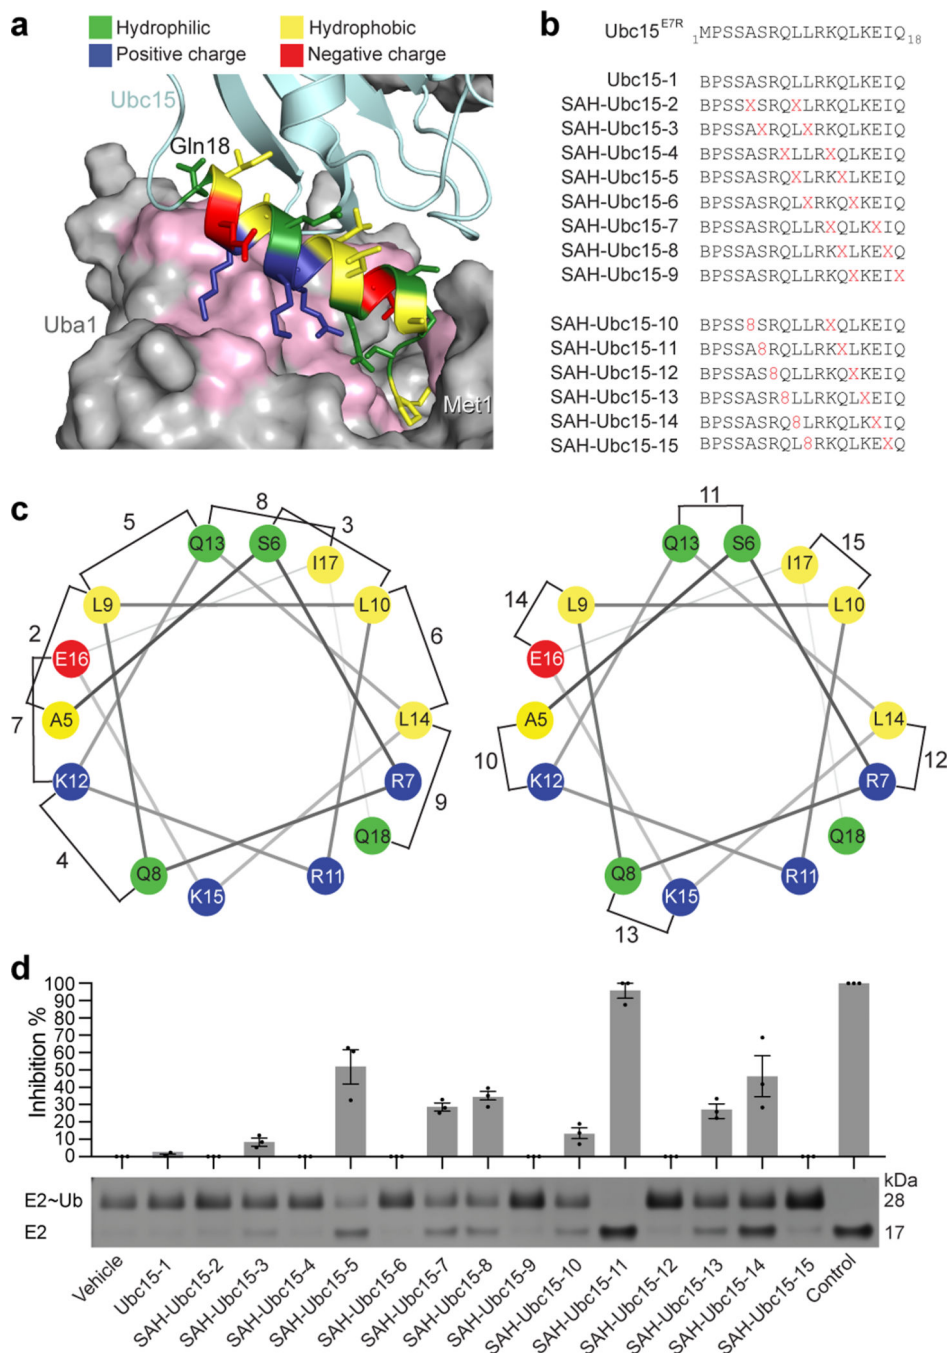 a
Hydrophilic
Hydrophobic
Positive charge
Negative charge
Ubc15
Gln18
Uba1
Met1
b
Ubc15E7R 1MPSSASRQLLRKQLKEIQ18
Ubc15-1 BPSSASRQLLRKQLKEIQ
SAH-Ubc15-2 BPSSXSRQXLRKQLKEIQ
SAH-Ubc15-3 BPSSAXRQLXRKQLKEIQ
SAH-Ubc15-4 BPSSASRXLLRXQLKEIQ
SAH-Ubc15-5 BPSSASRQXLRKXLKEIQ
SAH-Ubc15-6 BPSSASRQLXRKQXKEIQ
SAH-Ubc15-7 BPSSASRQLLRXQLKXIQ
SAH-Ubc15-8 BPSSASRQLLRKXLKEXQ
SAH-Ubc15-9 BPSSASRQLLRKQXKEIX
SAH-Ubc15-10 BPSS8SRQLLRXQLKEIQ
SAH-Ubc15-11 BPSSA8RQLLRKXLKEIQ
SAH-Ubc15-12 BPSSAS8QLLRKQXKEIQ
SAH-Ubc15-13 BPSSASR8LLRKQLXEIQ
SAH-Ubc15-14 BPSSASRQ8LRKQLKXIQ
SAH-Ubc15-15 BPSSASRQL8RKQLKEXQ
c
8
5
3
Q13
S6
I17
L9
L10
2
6
E16
7
A5
L14
K12
R7
9
4
Q18
Q8
R11
K15
11
Q13
S6
I17
15
L9
L10
14
E16
A5
L14
10
12
K12
R7
Q18
Q8
R11
K15
13
d
Inhibition %
100
90
80
70
60
50
40
30
20
10
0
kDa
E2~Ub
28
E2
17
Vehicle
Ubc15-1
SAH-Ubc15-2
SAH-Ubc15-3
SAH-Ubc15-4
SAH-Ubc15-5
SAH-Ubc15-6
SAH-Ubc15-7
SAH-Ubc15-8
SAH-Ubc15-9
SAH-Ubc15-10
SAH-Ubc15-11
SAH-Ubc15-12
SAH-Ubc15-13
SAH-Ubc15-14
SAH-Ubc15-15
Control